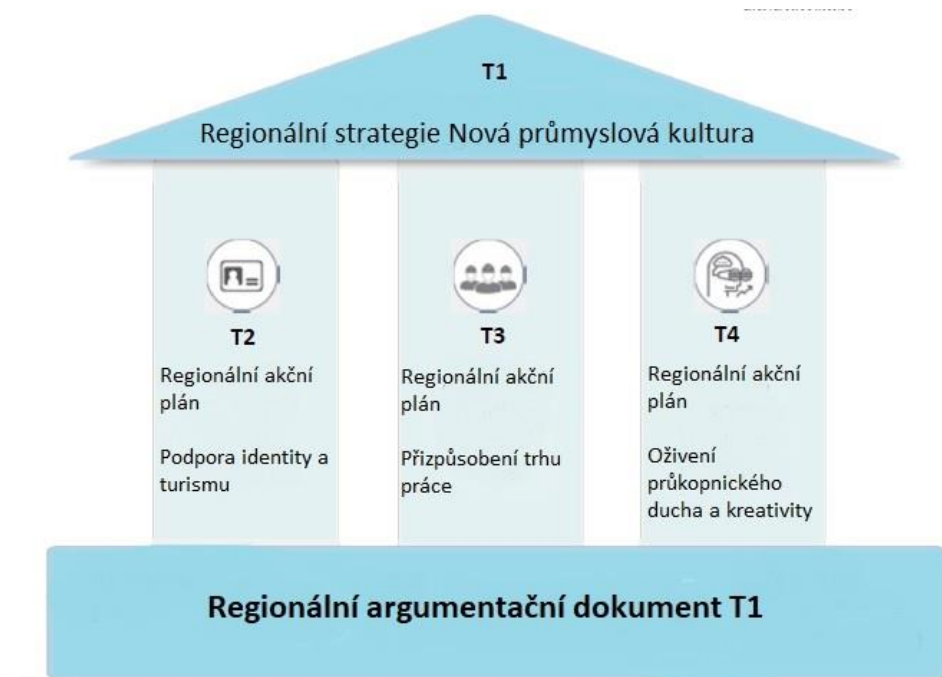 T1
Regionální strategie Nová průmyslová kultura
T2
Regionální akční
plán
Podpora identity a
turismu
T3
Regionální akční
plán
Přizpůsobení trhu
práce
T4
Regionální akční
plán
Oživení
průkopnického
ducha a kreativity
Regionální argumentační dokument T1